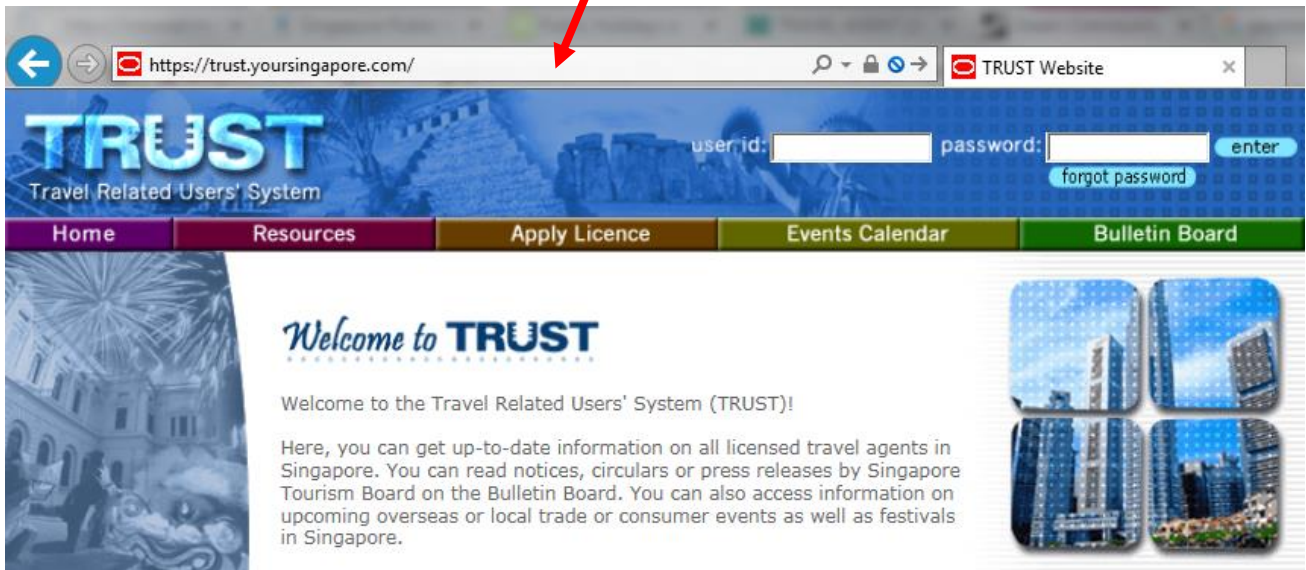 https://trust.yoursingapore.com/
TRUST Website
TRUST
Travel Related Users' System
user id:
password:
enter
forgot password
Home
Resources
Apply Licence
Events Calendar
Bulletin Board
Welcome to TRUST
Welcome to the Travel Related Users' System (TRUST)!
Here, you can get up-to-date information on all licensed travel agents in
Singapore. You can read notices, circulars or press releases by Singapore
Tourism Board on the Bulletin Board. You can also access information on
upcoming overseas or local trade or consumer events as well as festivals
in Singapore.